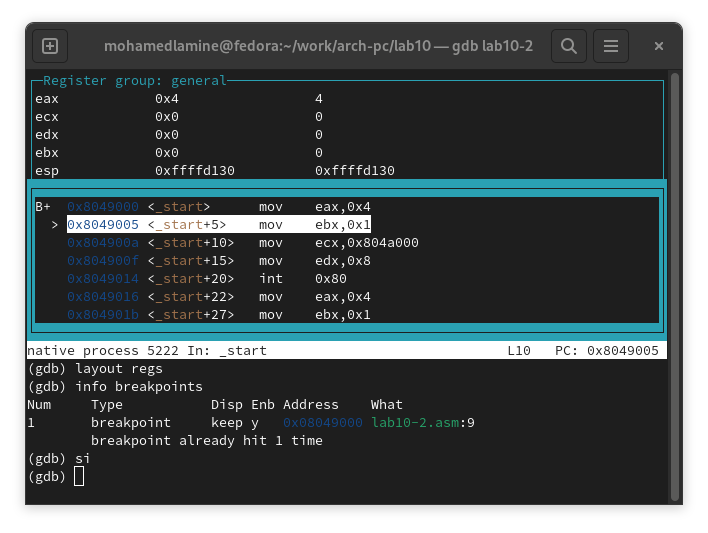 mohamedlamine@fedora:~/work/arch-pc/lab10 — gdb lab10-2
Register group: general
eax 0x4 4
ecx 0x0 0
edx 0x0 0
ebx 0x0 0
esp 0xffffd130 0xffffd130
B+ 0x8049000 <_start> mov eax,0x4
> 0x8049005 <_start+5> mov ebx,0x1
0x804900a <_start+10> mov ecx,0x804a000
0x804900f <_start+15> mov edx,0x8
0x8049014 <_start+20> int 0x80
0x8049016 <_start+22> mov eax,0x4
0x804901b <_start+27> mov ebx,0x1
native process 5222 In: _start L10 PC: 0x8049005
(gdb) layout regs
(gdb) info breakpoints
Num Type Disp Enb Address What
1 breakpoint keep y 0x08049000 lab10-2.asm:9
breakpoint already hit 1 time
(gdb) si
(gdb)